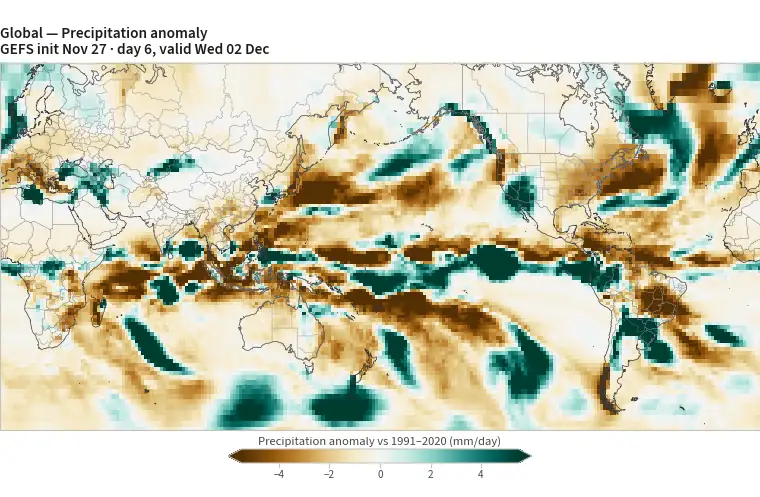 Global — Precipitation anomaly
GEFS init Nov 27 · day 6, valid Wed 02 Dec
Precipitation anomaly vs 1991–2020 (mm/day)
−4 −2 0 2 4